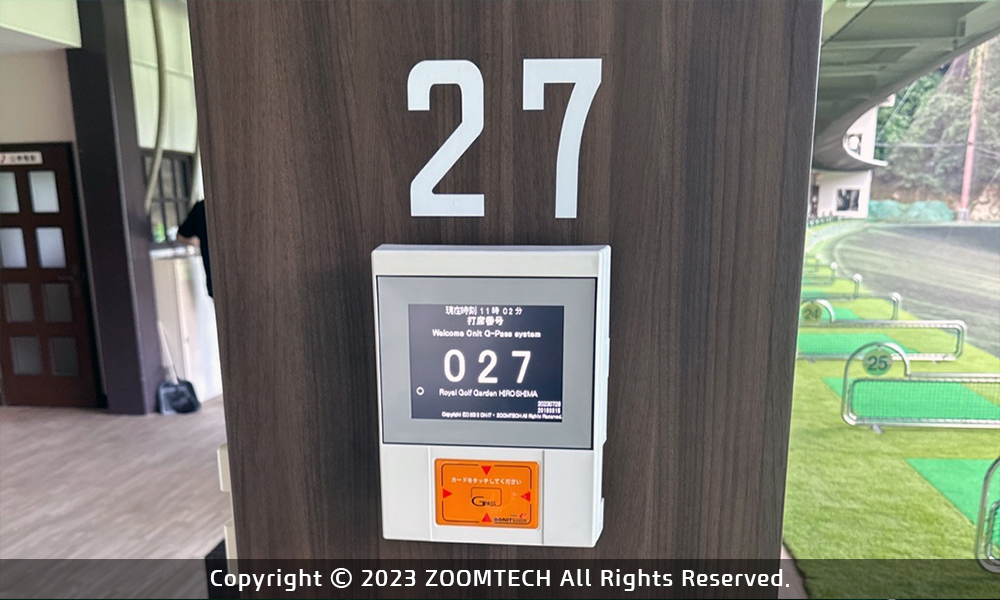 27
現在時刻 11時 02分
打席番号
Welcome Onit G-Pass system
027
Royal Golf Garden HIROSHIMA
20230728
カードをタッチしてください
GPASS
25
24
Copyright © 2023 ZOOMTECH All Rights Reserved.